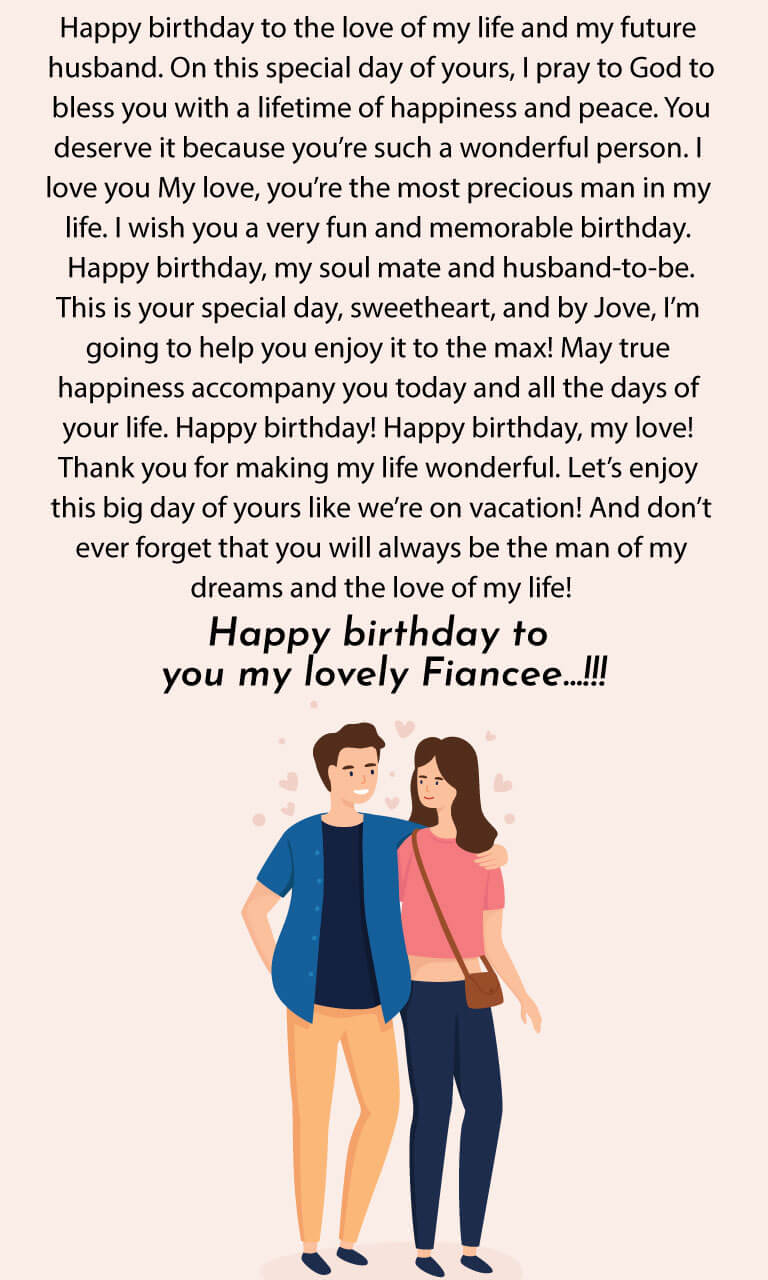 Happy birthday to the love of my life and my future
husband. On this special day of yours, I pray to God to
bless you with a lifetime of happiness and peace. You
deserve it because you’re such a wonderful person. I
love you My love, you’re the most precious man in my
life. I wish you a very fun and memorable birthday.
Happy birthday, my soul mate and husband-to-be.
This is your special day, sweetheart, and by Jove, I’m
going to help you enjoy it to the max! May true
happiness accompany you today and all the days of
your life. Happy birthday! Happy birthday, my love!
Thank you for making my life wonderful. Let’s enjoy
this big day of yours like we’re on vacation! And don’t
ever forget that you will always be the man of my
dreams and the love of my life!
Happy birthday to
you my lovely Fiancee...!!!